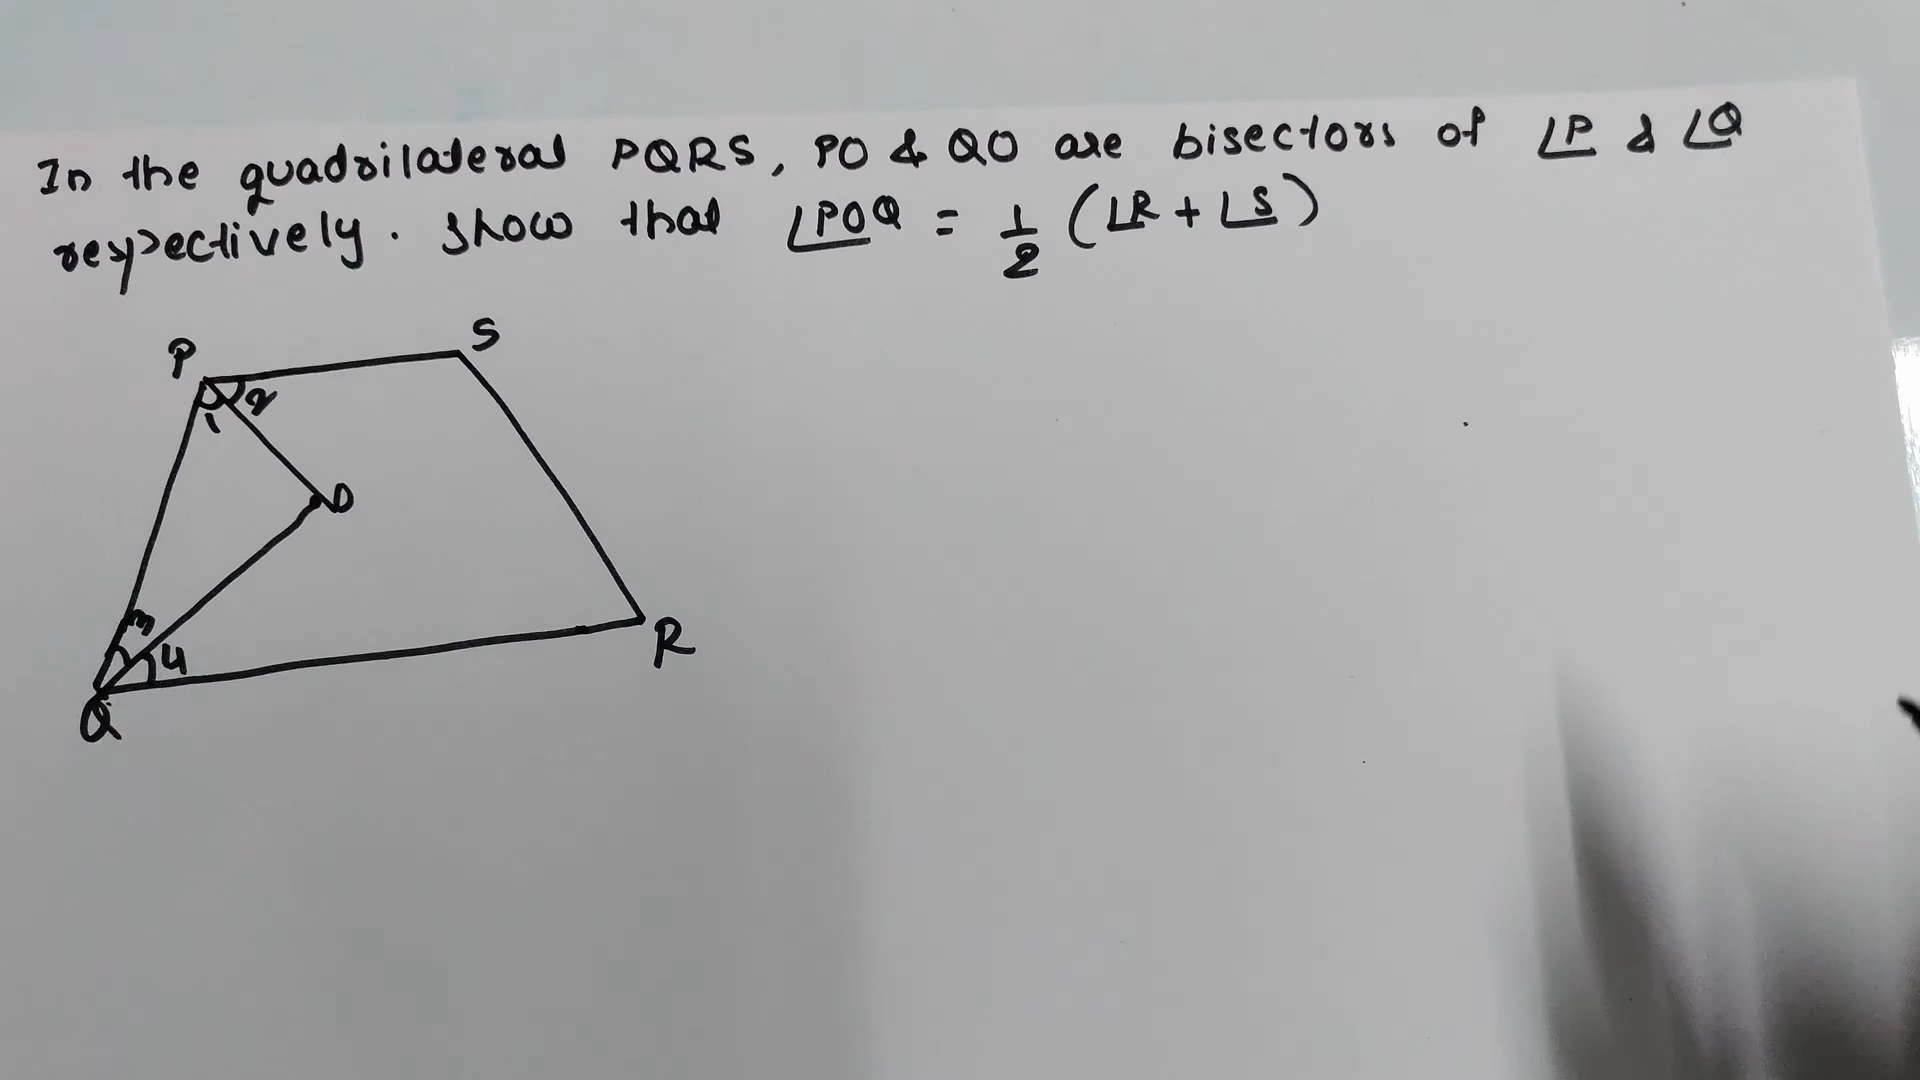 In the quadrilateral PQRS, PO & QO are bisectors of ∠P & ∠Q
respectively. Show that ∠POQ = 1/2 (∠R + ∠S)
P
S
1
2
O
3
4
R
Q